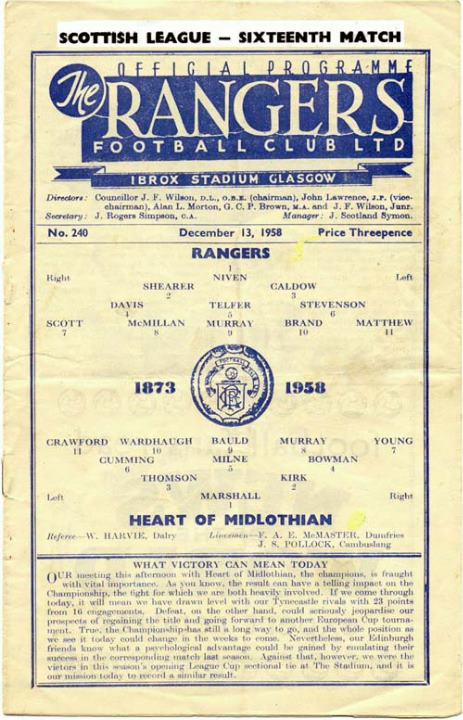 SCOTTISH LEAGUE – SIXTEENTH MATCH
OFFICIAL PROGRAMME
The RANGERS
FOOTBALL CLUB LTD
IBROX STADIUM GLASGOW
Directors: Councillor J. F. Wilson, D.L., O.B.E. (chairman), John Lawrence, J.P. (vice-
chairman), Alan L. Morton, G. C. P. Brown, M.A. and J. F. Wilson, Junr.
Secretary: J. Rogers Simpson, C.A. Manager: J. Scotland Symon.
No. 240 December 13, 1958 Price Threepence
RANGERS
1
Right NIVEN Left
SHEARER CALDOW
2 3
DAVIS TELFER STEVENSON
4 5 6
SCOTT McMILLAN MURRAY BRAND MATTHEW
7 8 9 10 11
1873 1958
CRAWFORD WARDHAUGH BAULD MURRAY YOUNG
11 10 9 8 7
CUMMING MILNE BOWMAN
6 5 4
THOMSON KIRK
3 2
Left MARSHALL Right
1
HEART OF MIDLOTHIAN
Referee—W. HARVIE, Dalry Linesmen—F. A. E. McMASTER, Dumfries
J. S. POLLOCK, Cambuslang
WHAT VICTORY CAN MEAN TODAY
OUR meeting this afternoon with Heart of Midlothian, the champions, is fraught
with vital importance. As you know, the result can have a telling impact on the
Championship, the fight for which we are both heavily involved. If we come through
today, it will mean we have drawn level with our Tynecastle rivals with 23 points
from 16 engagements. Defeat, on the other hand, could seriously jeopardise our
prospects of regaining the title and going forward to another European Cup tourna-
ment. True, the Championship has still a long way to go, and the whole position as
we see it today could change in the weeks to come. Nevertheless, our Edinburgh
friends know what a psychological advantage could be gained by emulating their
success in the corresponding match last season. Against that, however, we were the
victors in this season's opening League Cup sectional tie at The Stadium, and it is
our mission today to record a similar result.